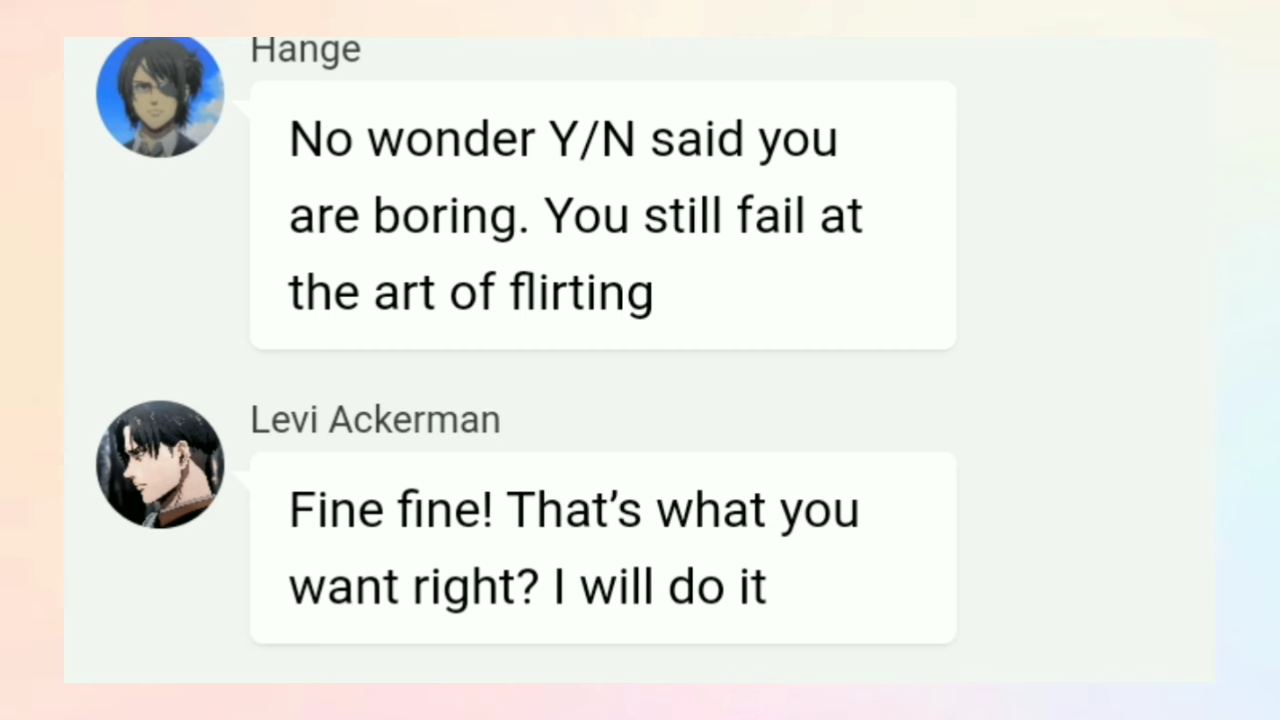 Hange
No wonder Y/N said you
are boring. You still fail at
the art of flirting
Levi Ackerman
Fine fine! That’s what you
want right? I will do it